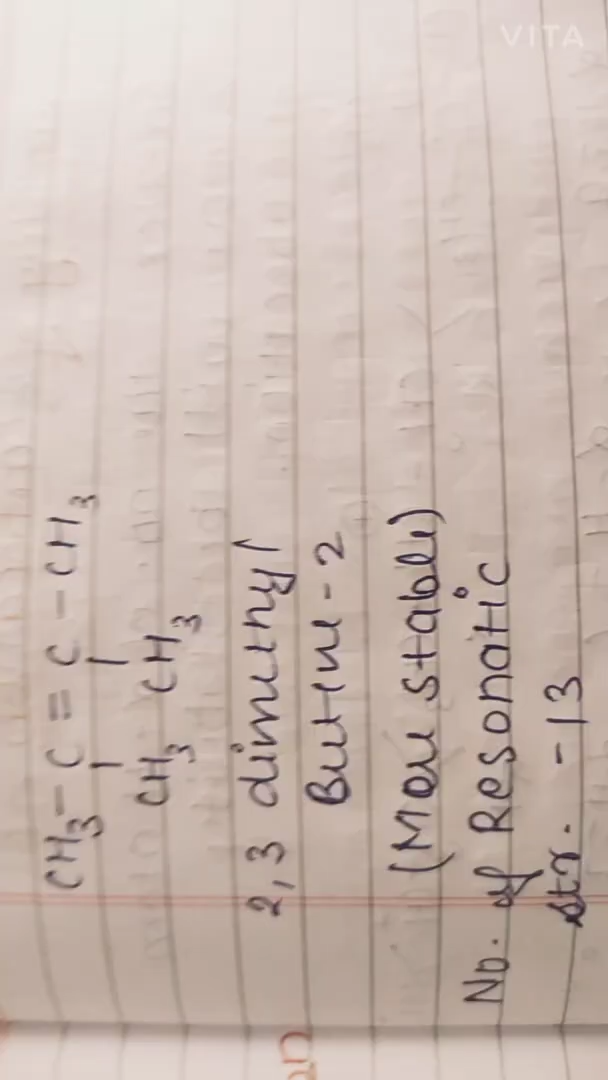 CH3 - C = C - CH3
CH3 CH3
2,3 dimethyl
Butene - 2
(More stable)
No. of Resonatic
str. - 13
VITA